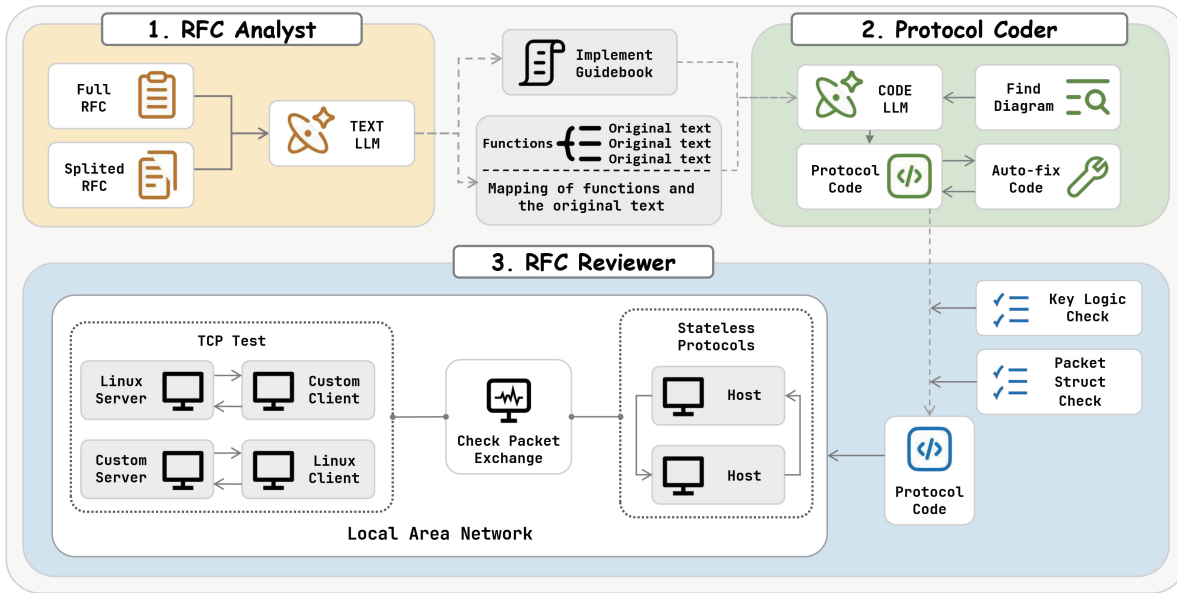 1. RFC Analyst
Full
RFC
Splited
RFC
TEXT
LLM
Implement
Guidebook
Functions
Original text
Original text
Original text
Mapping of functions and
the original text
2. Protocol Coder
CODE
LLM
Find
Diagram
Protocol
Code
</>
Auto-fix
Code
3. RFC Reviewer
TCP Test
Linux
Server
Custom
Client
Custom
Server
Linux
Client
Check Packet
Exchange
Stateless
Protocols
Host
Host
Local Area Network
Key Logic
Check
Packet
Struct
Check
</>
Protocol
Code